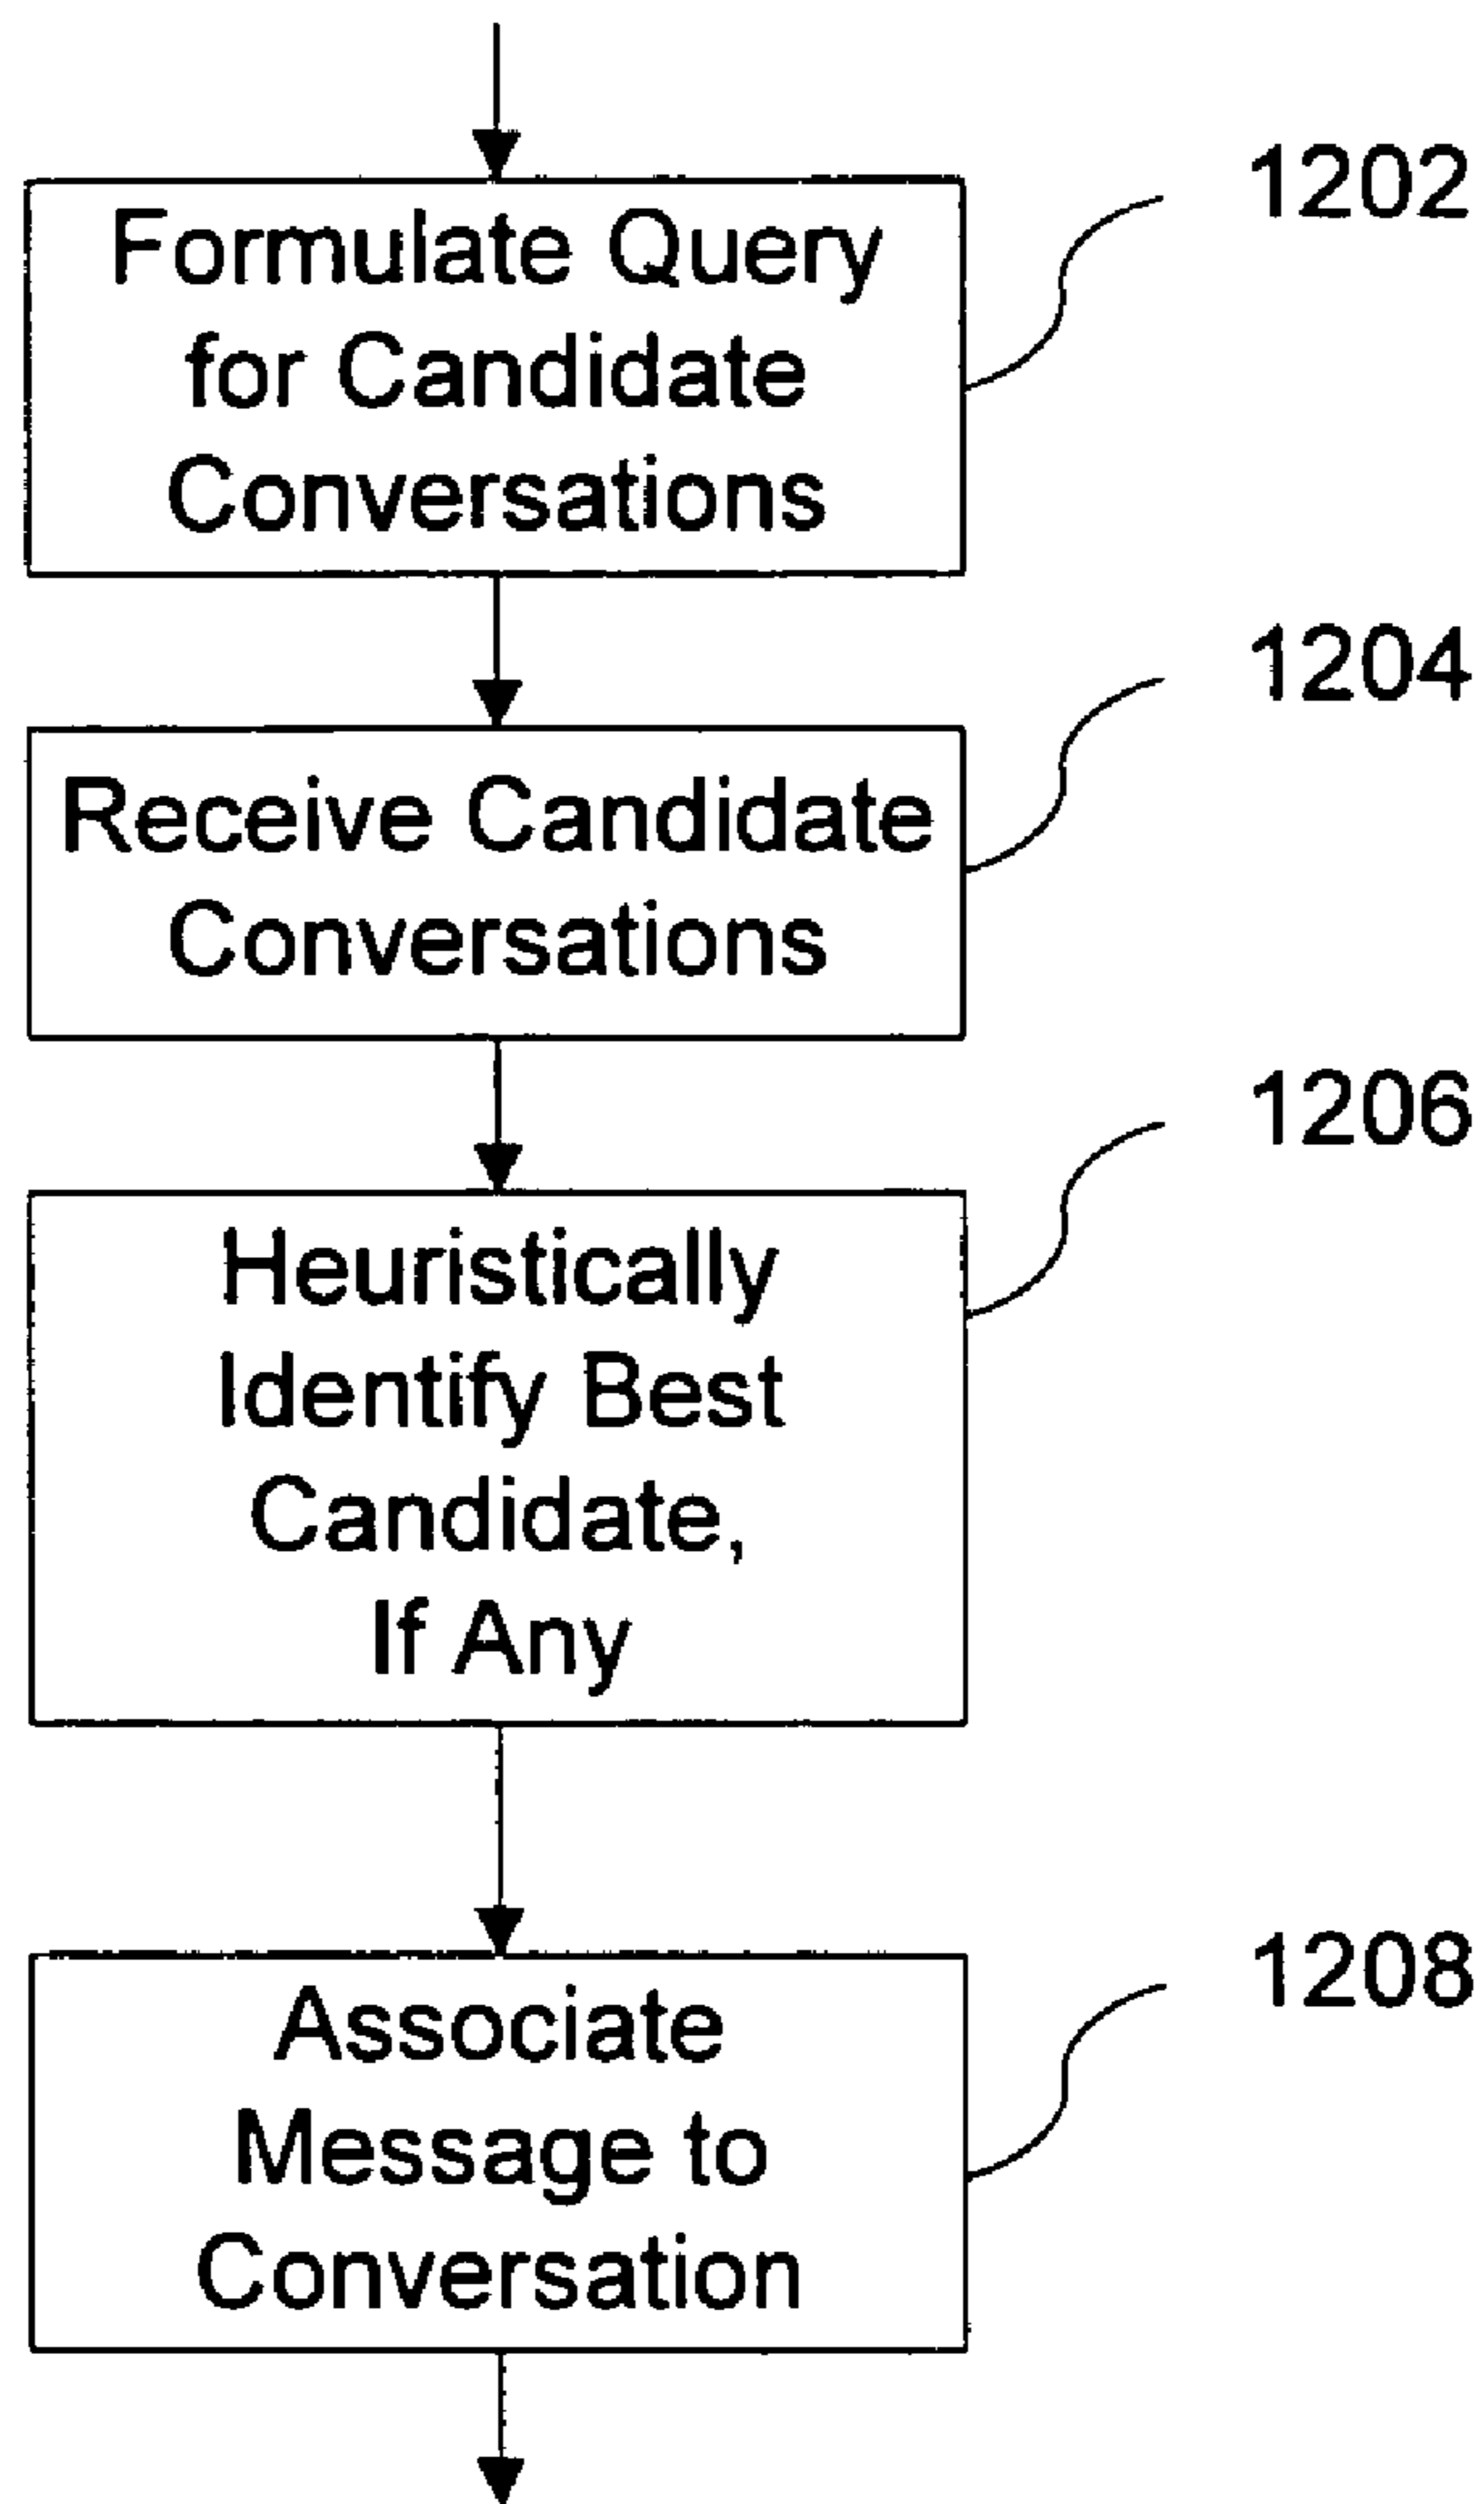 1202
Formulate Query
for Candidate
Conversations
1204
Receive Candidate
Conversations
1206
Heuristically
Identify Best
Candidate,
If Any
1208
Associate
Message to
Conversation